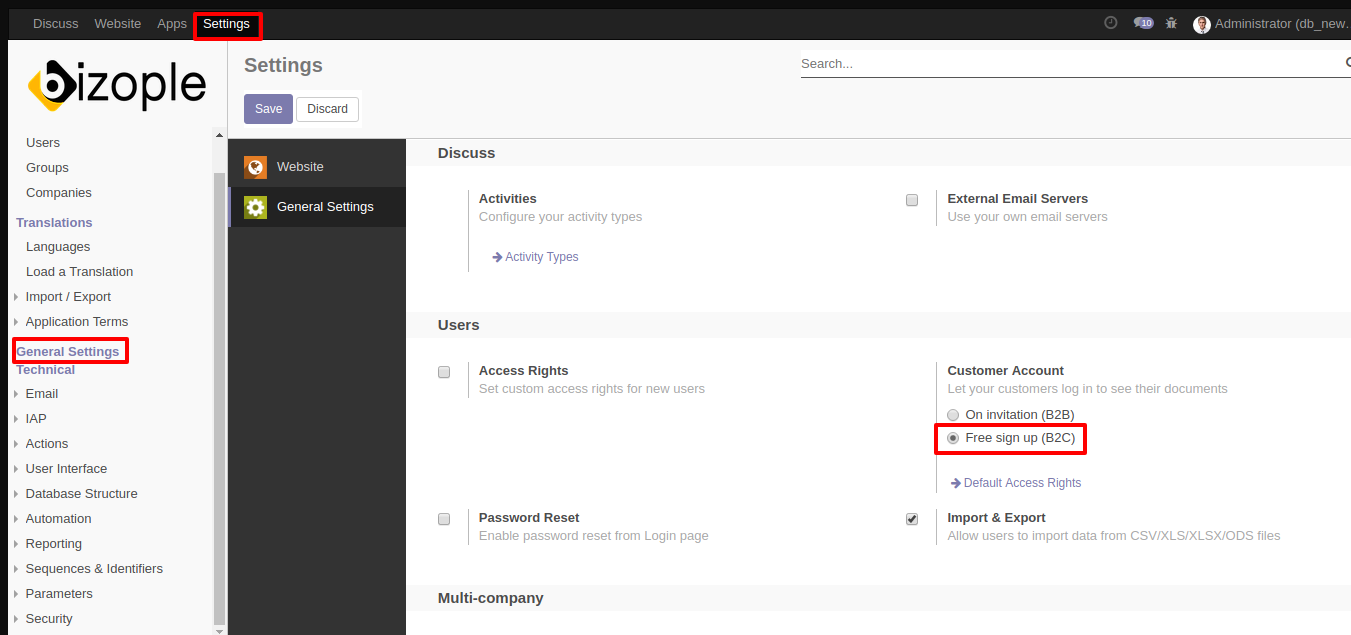 Discuss Website Apps Settings 10 Administrator (db_new...
bizople
Settings
Search...
Save Discard
Users
Groups
Companies
Translations
Languages
Load a Translation
Import / Export
Application Terms
General Settings
Technical
Email
IAP
Actions
User Interface
Database Structure
Automation
Reporting
Sequences & Identifiers
Parameters
Security
Website
General Settings
Discuss
Activities
Configure your activity types
Activity Types
External Email Servers
Use your own email servers
Users
Access Rights
Set custom access rights for new users
Customer Account
Let your customers log in to see their documents
On invitation (B2B)
Free sign up (B2C)
Default Access Rights
Password Reset
Enable password reset from Login page
Import & Export
Allow users to import data from CSV/XLS/XLSX/ODS files
Multi-company